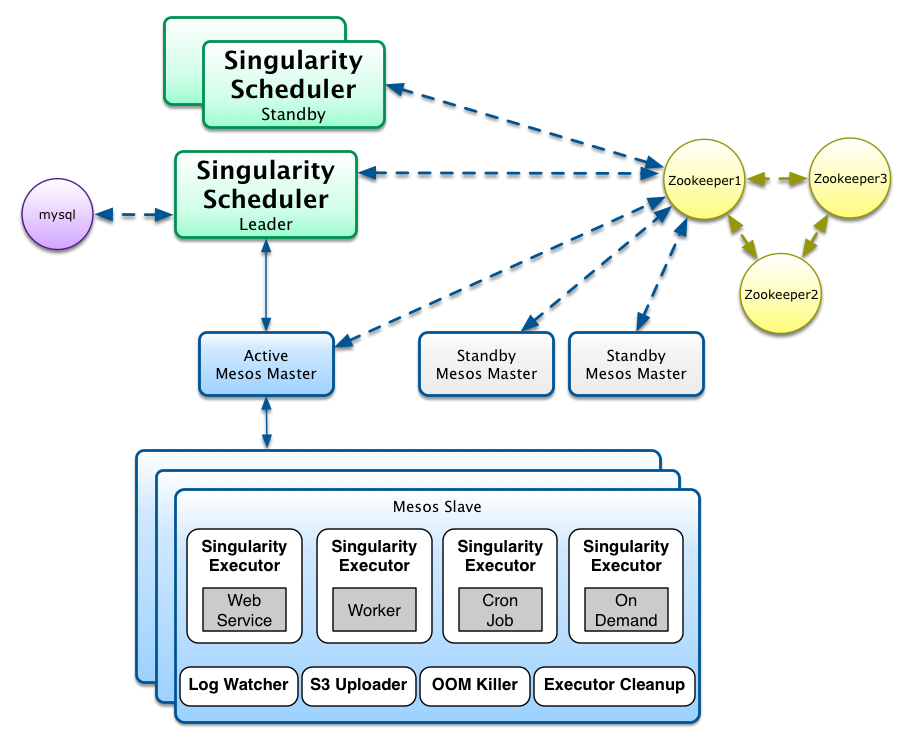 Singularity
Scheduler
Standby
Singularity
Scheduler
Leader
mysql
Zookeeper1
Zookeeper3
Zookeeper2
Active
Mesos Master
Standby
Mesos Master
Standby
Mesos Master
Mesos Slave
Singularity
Executor
Web
Service
Singularity
Executor
Worker
Singularity
Executor
Cron
Job
Singularity
Executor
On
Demand
Log Watcher
S3 Uploader
OOM Killer
Executor Cleanup